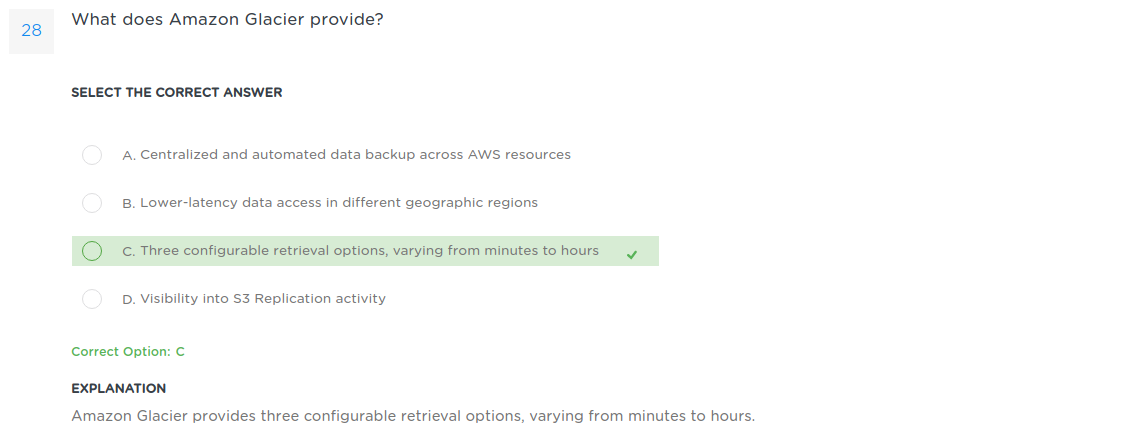 28
What does Amazon Glacier provide?
SELECT THE CORRECT ANSWER
A. Centralized and automated data backup across AWS resources
B. Lower-latency data access in different geographic regions
C. Three configurable retrieval options, varying from minutes to hours
D. Visibility into S3 Replication activity
Correct Option: C
EXPLANATION
Amazon Glacier provides three configurable retrieval options, varying from minutes to hours.